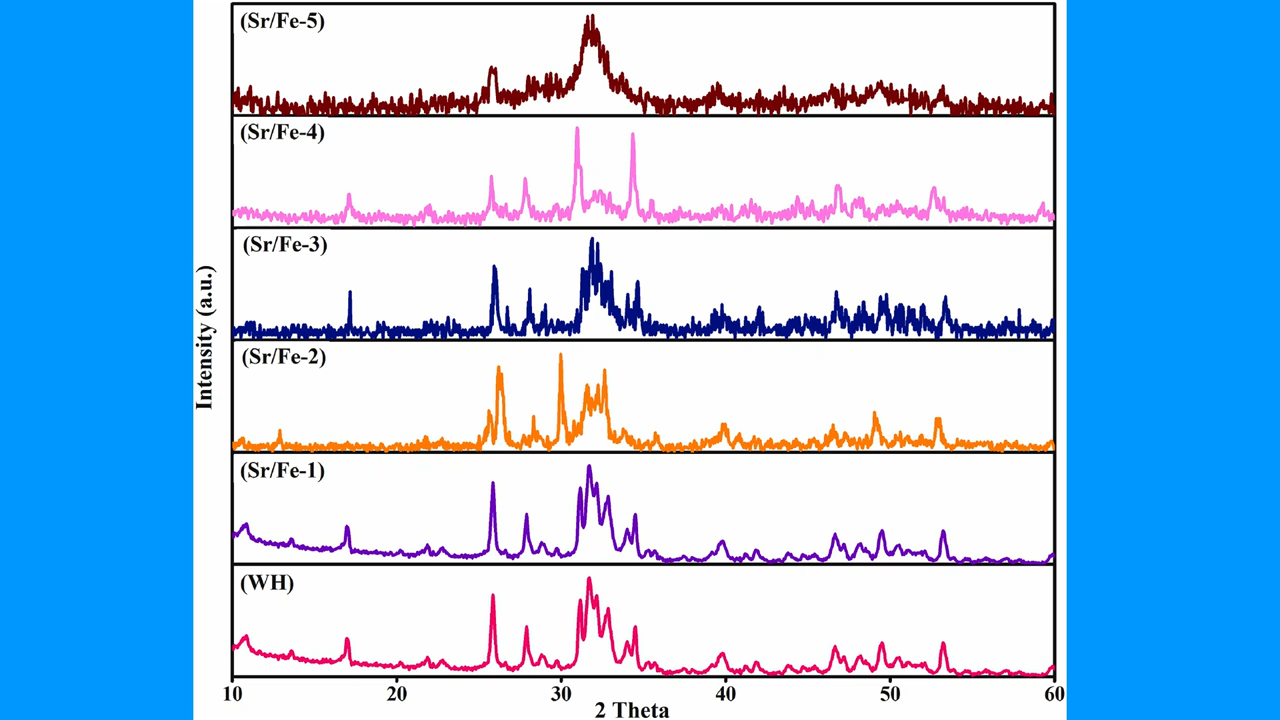 (Sr/Fe-5)
(Sr/Fe-4)
(Sr/Fe-3)
(Sr/Fe-2)
(Sr/Fe-1)
(WH)
Intensity (a.u.)
10 20 30 40 50 60
2 Theta